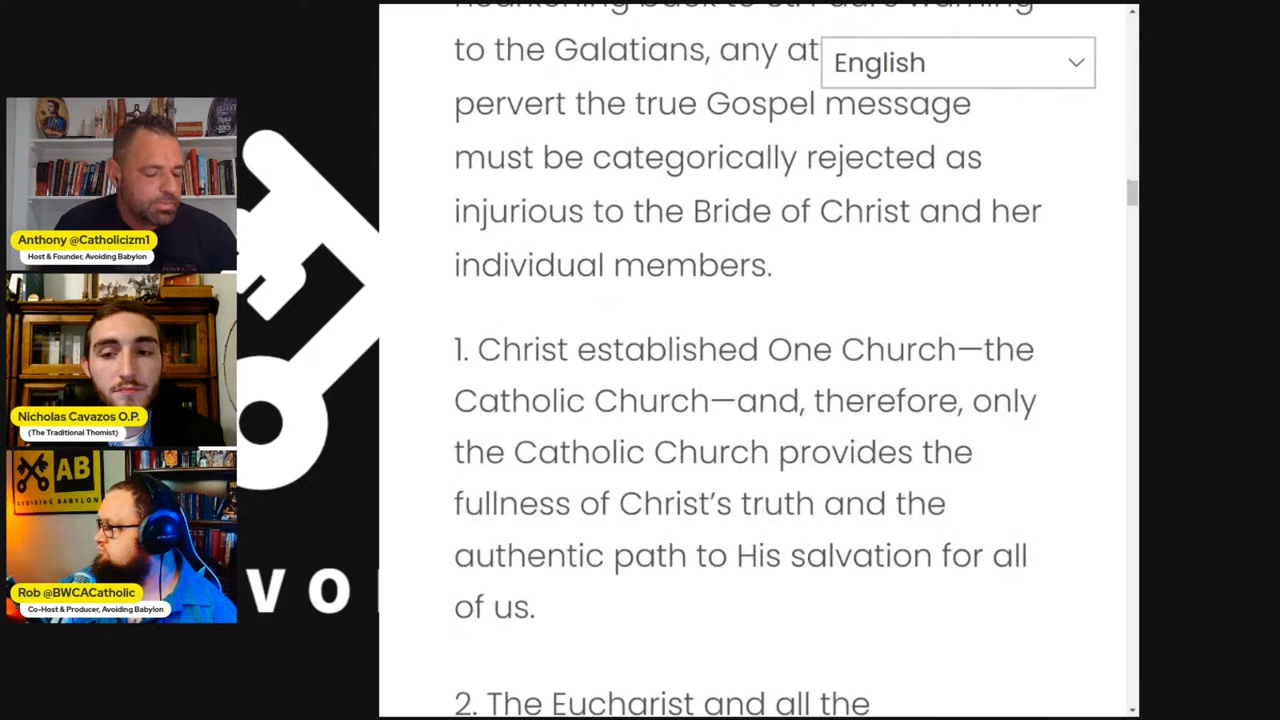 to the Galatians, any at
English
pervert the true Gospel message
must be categorically rejected as
injurious to the Bride of Christ and her
individual members.
1. Christ established One Church—the
Catholic Church—and, therefore, only
the Catholic Church provides the
fullness of Christ's truth and the
authentic path to His salvation for all
of us.
2. The Eucharist and all the
Anthony @Catholicizm1
Host & Founder, Avoiding Babylon
Nicholas Cavazos O.P.
(The Traditional Thomist)
AB
AVOIDING BABYLON
Rob @BWCACatholic
Co-Host & Producer, Avoiding Babylon
VO